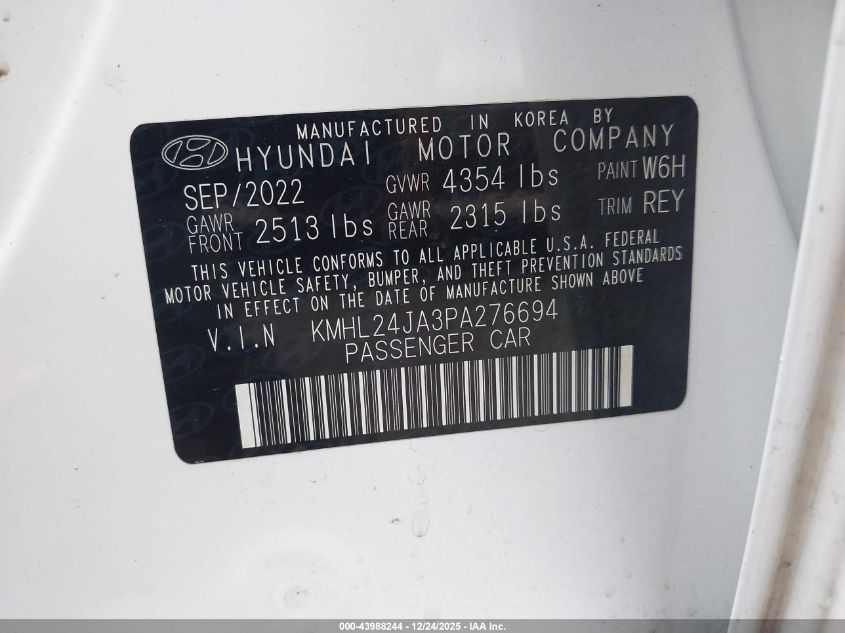 MANUFACTURED IN KOREA BY
HYUNDAI MOTOR COMPANY
SEP/2022 GVWR 4354 lbs PAINT W6H
GAWR FRONT 2513 lbs GAWR REAR 2315 lbs TRIM REY
THIS VEHICLE CONFORMS TO ALL APPLICABLE U.S.A. FEDERAL
MOTOR VEHICLE SAFETY, BUMPER, AND THEFT PREVENTION STANDARDS
IN EFFECT ON THE DATE OF MANUFACTURE SHOWN ABOVE
V.I.N KMHL24JA3PA276694
PASSENGER CAR
000-43988244 - 12/24/2025 - IAA Inc.